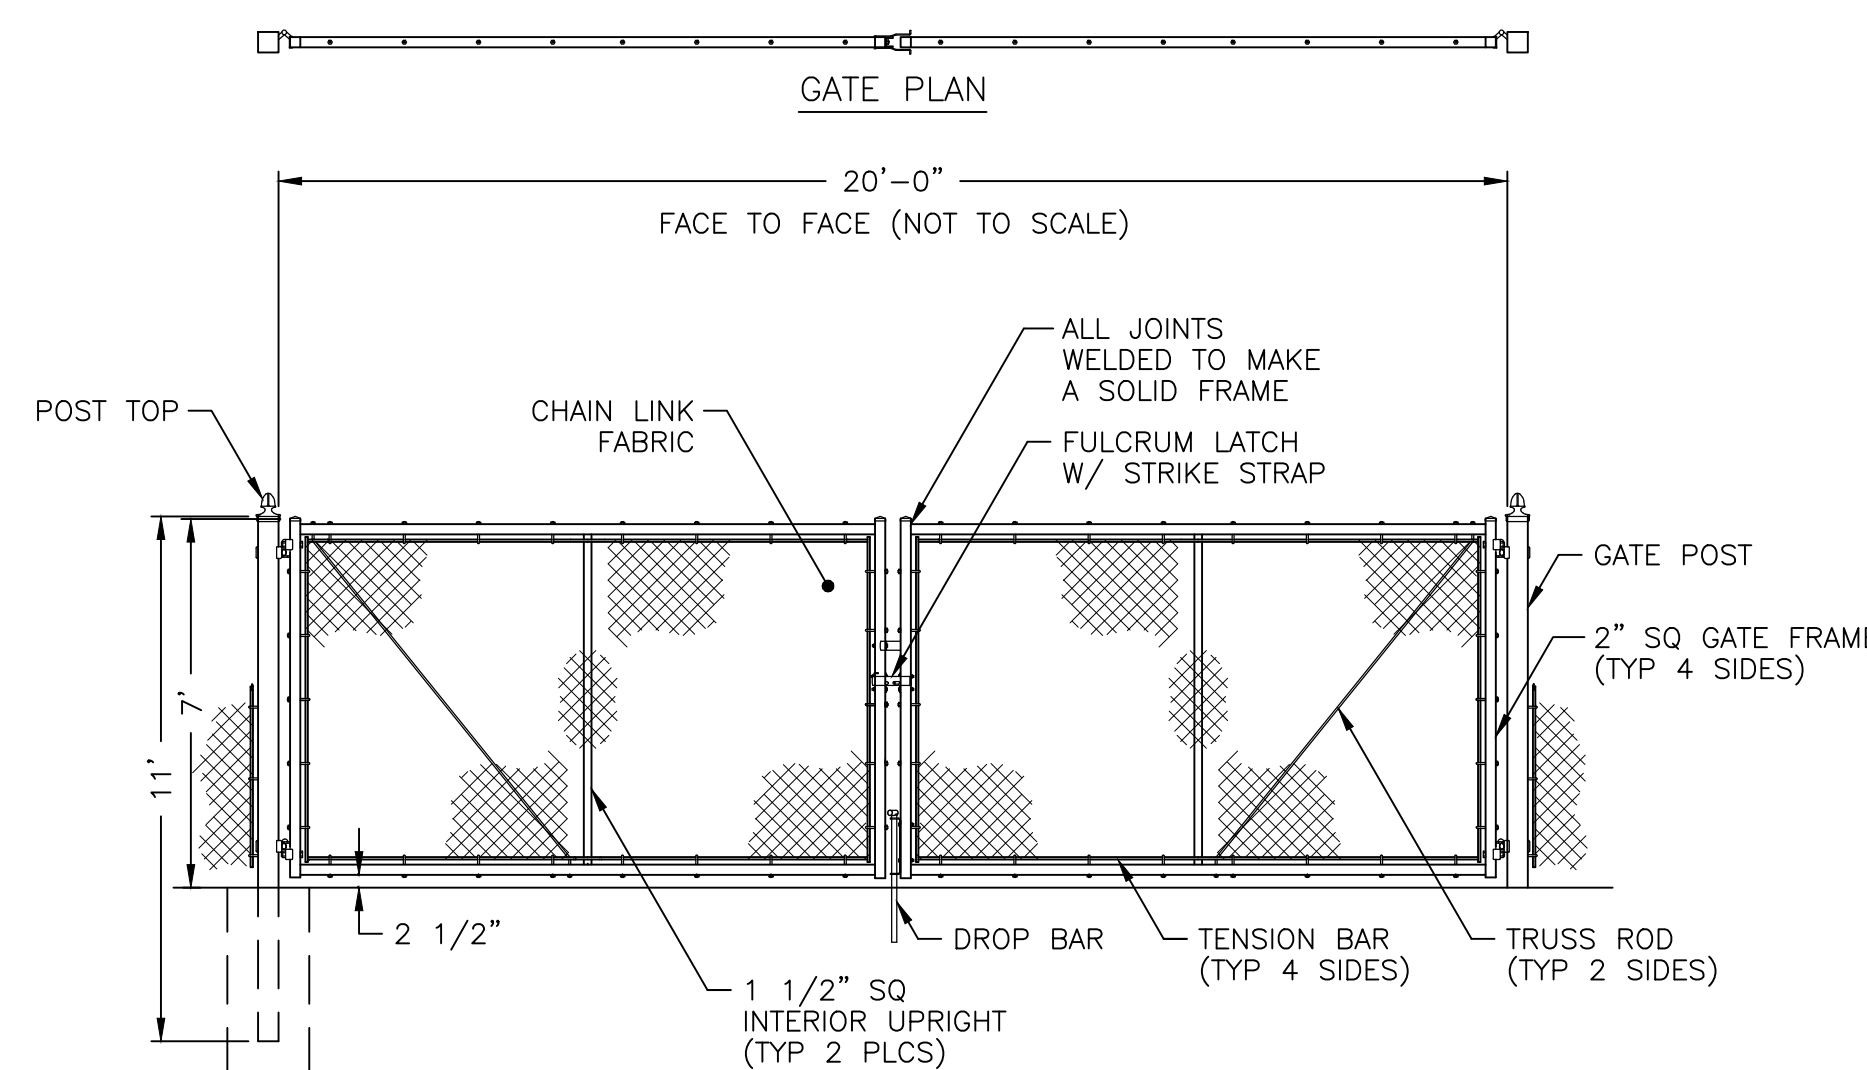 GATE PLAN
20'-0"
FACE TO FACE (NOT TO SCALE)
ALL JOINTS
WELDED TO MAKE
A SOLID FRAME
POST TOP
CHAIN LINK
FABRIC
FULCRUM LATCH
W/ STRIKE STRAP
GATE POST
2" SQ GATE FRAME
(TYP 4 SIDES)
7'
11'
2 1/2"
DROP BAR
TENSION BAR
(TYP 4 SIDES)
TRUSS ROD
(TYP 2 SIDES)
1 1/2" SQ
INTERIOR UPRIGHT
(TYP 2 PLCS)